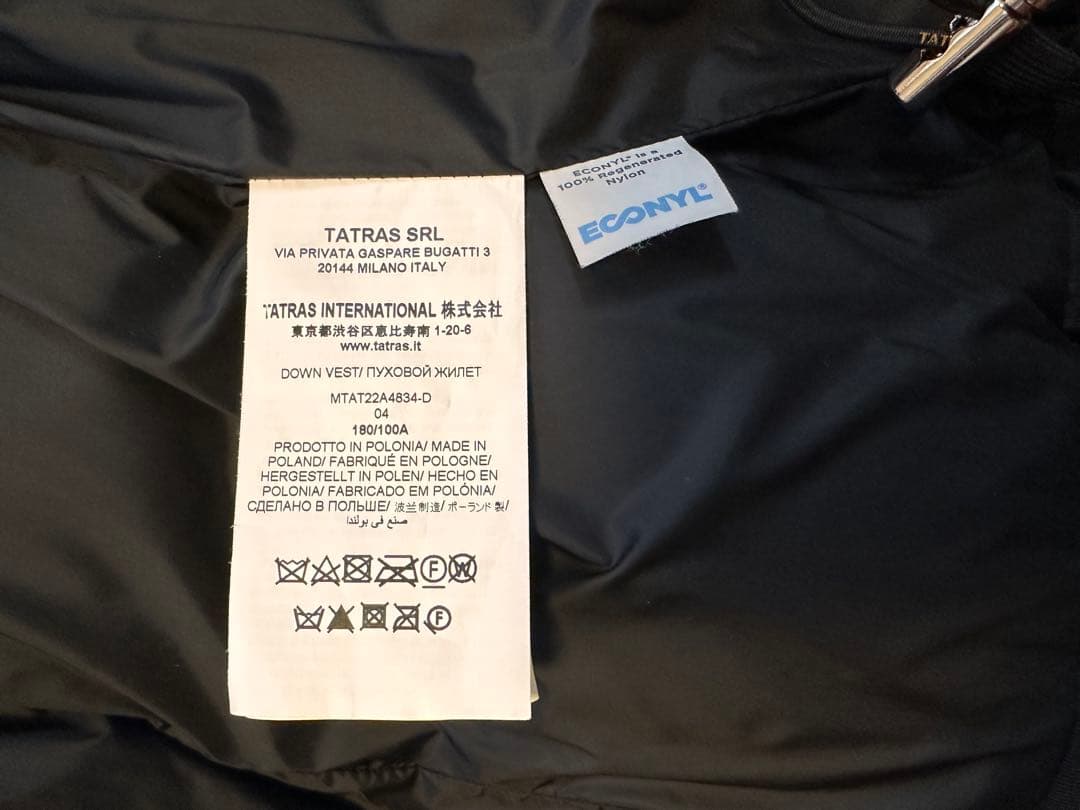 TAT
ECONYL® is a
100% Regenerated
Nylon
ECONYL®
TATRAS SRL
VIA PRIVATA GASPARE BUGATTI 3
20144 MILANO ITALY
TATRAS INTERNATIONAL 株式会社
東京都渋谷区恵比寿南 1-20-6
www.tatras.it
DOWN VEST/ ПУХОВОЙ ЖИЛЕТ
MTAT22A4834-D
04
180/100A
PRODOTTO IN POLONIA/ MADE IN
POLAND/ FABRIQUÉ EN POLOGNE/
HERGESTELLT IN POLEN/ HECHO EN
POLONIA/ FABRICADO EM POLÓNIA/
СДЕЛАНО В ПОЛЬШЕ/ 波兰制造/ ポーランド製/
صنع في بولندا
F W
F